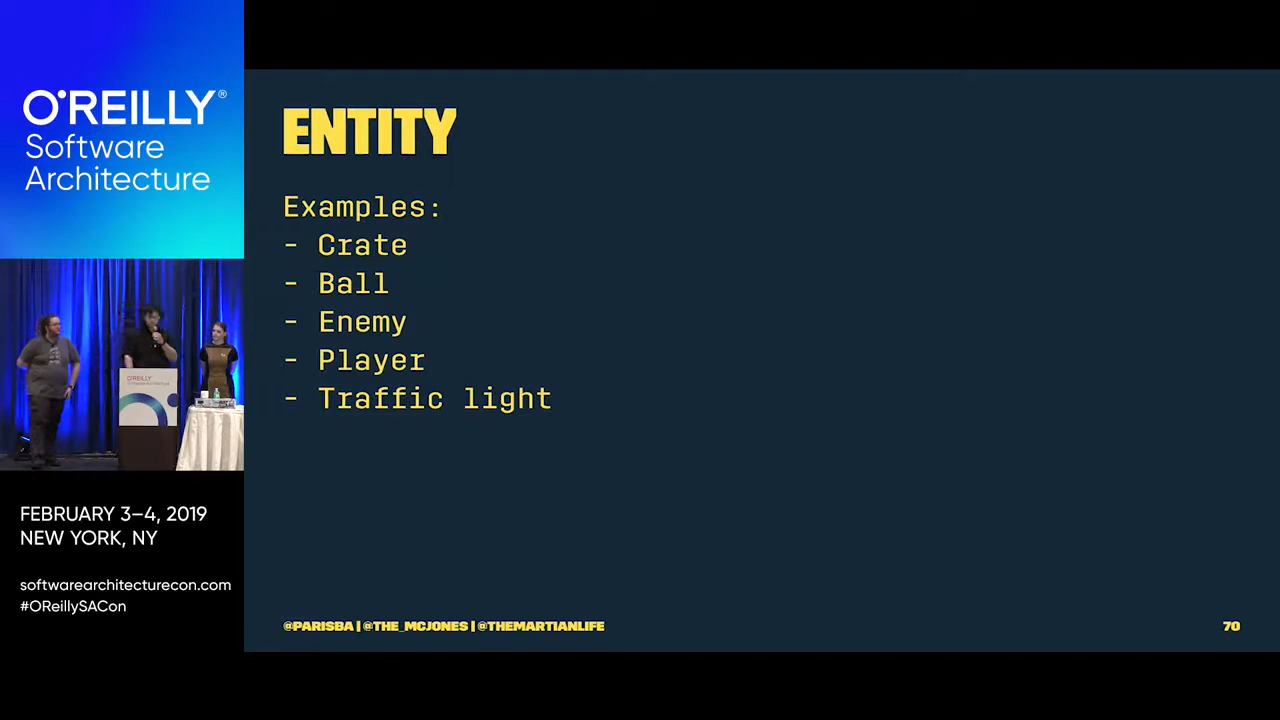 O'REILLY®
Software
Architecture
ENTITY
Examples:
- Crate
- Ball
- Enemy
- Player
- Traffic light
O'REILLY
FEBRUARY 3–4, 2019
NEW YORK, NY
softwarearchitecturecon.com
#OReillySACon
@PARISBA | @THE_MCJONES | @THEMARTIANLIFE
70